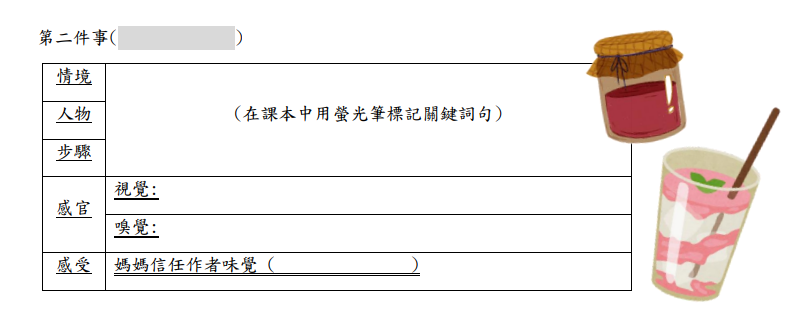 第二件事(          )
情境
人物
(在課本中用螢光筆標記關鍵詞句)
步驟
感官
視覺:
嗅覺:
感受
媽媽信任作者味覺(               )